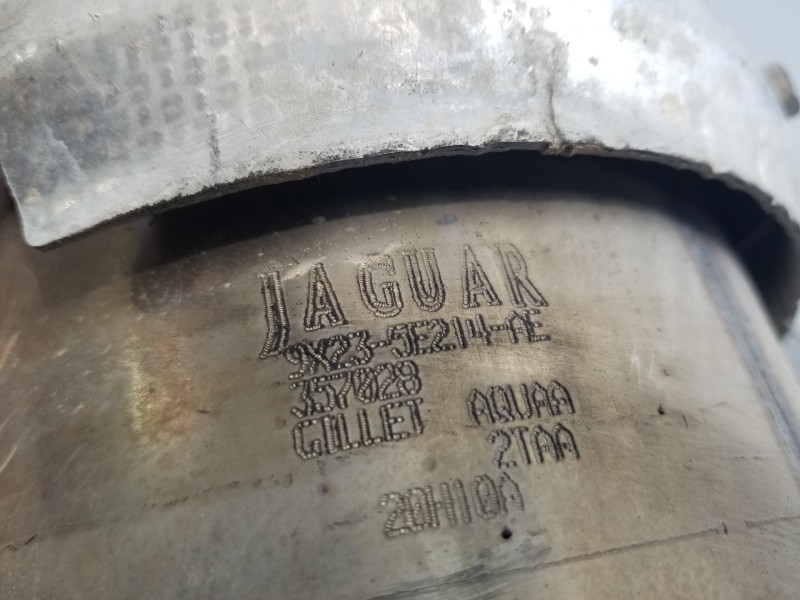 JAGUAR
9X23-5E214-AE
357028
GILLET AQUAA
2TAA
20H10A